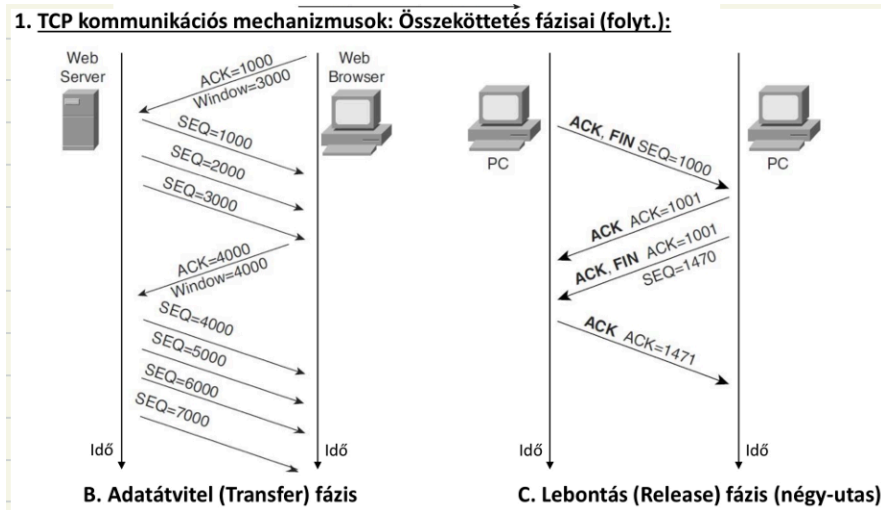 1. TCP kommunikációs mechanizmusok: Összeköttetés fázisai (folyt.):
Web
Server
Web
Browser
ACK=1000
Window=3000
SEQ=1000
SEQ=2000
SEQ=3000
ACK=4000
Window=4000
SEQ=4000
SEQ=5000
SEQ=6000
SEQ=7000
Idő
Idő
B. Adatátvitel (Transfer) fázis
PC
PC
ACK, FIN SEQ=1000
ACK ACK=1001
ACK, FIN ACK=1001
SEQ=1470
ACK ACK=1471
Idő
Idő
C. Lebontás (Release) fázis (négy-utas)